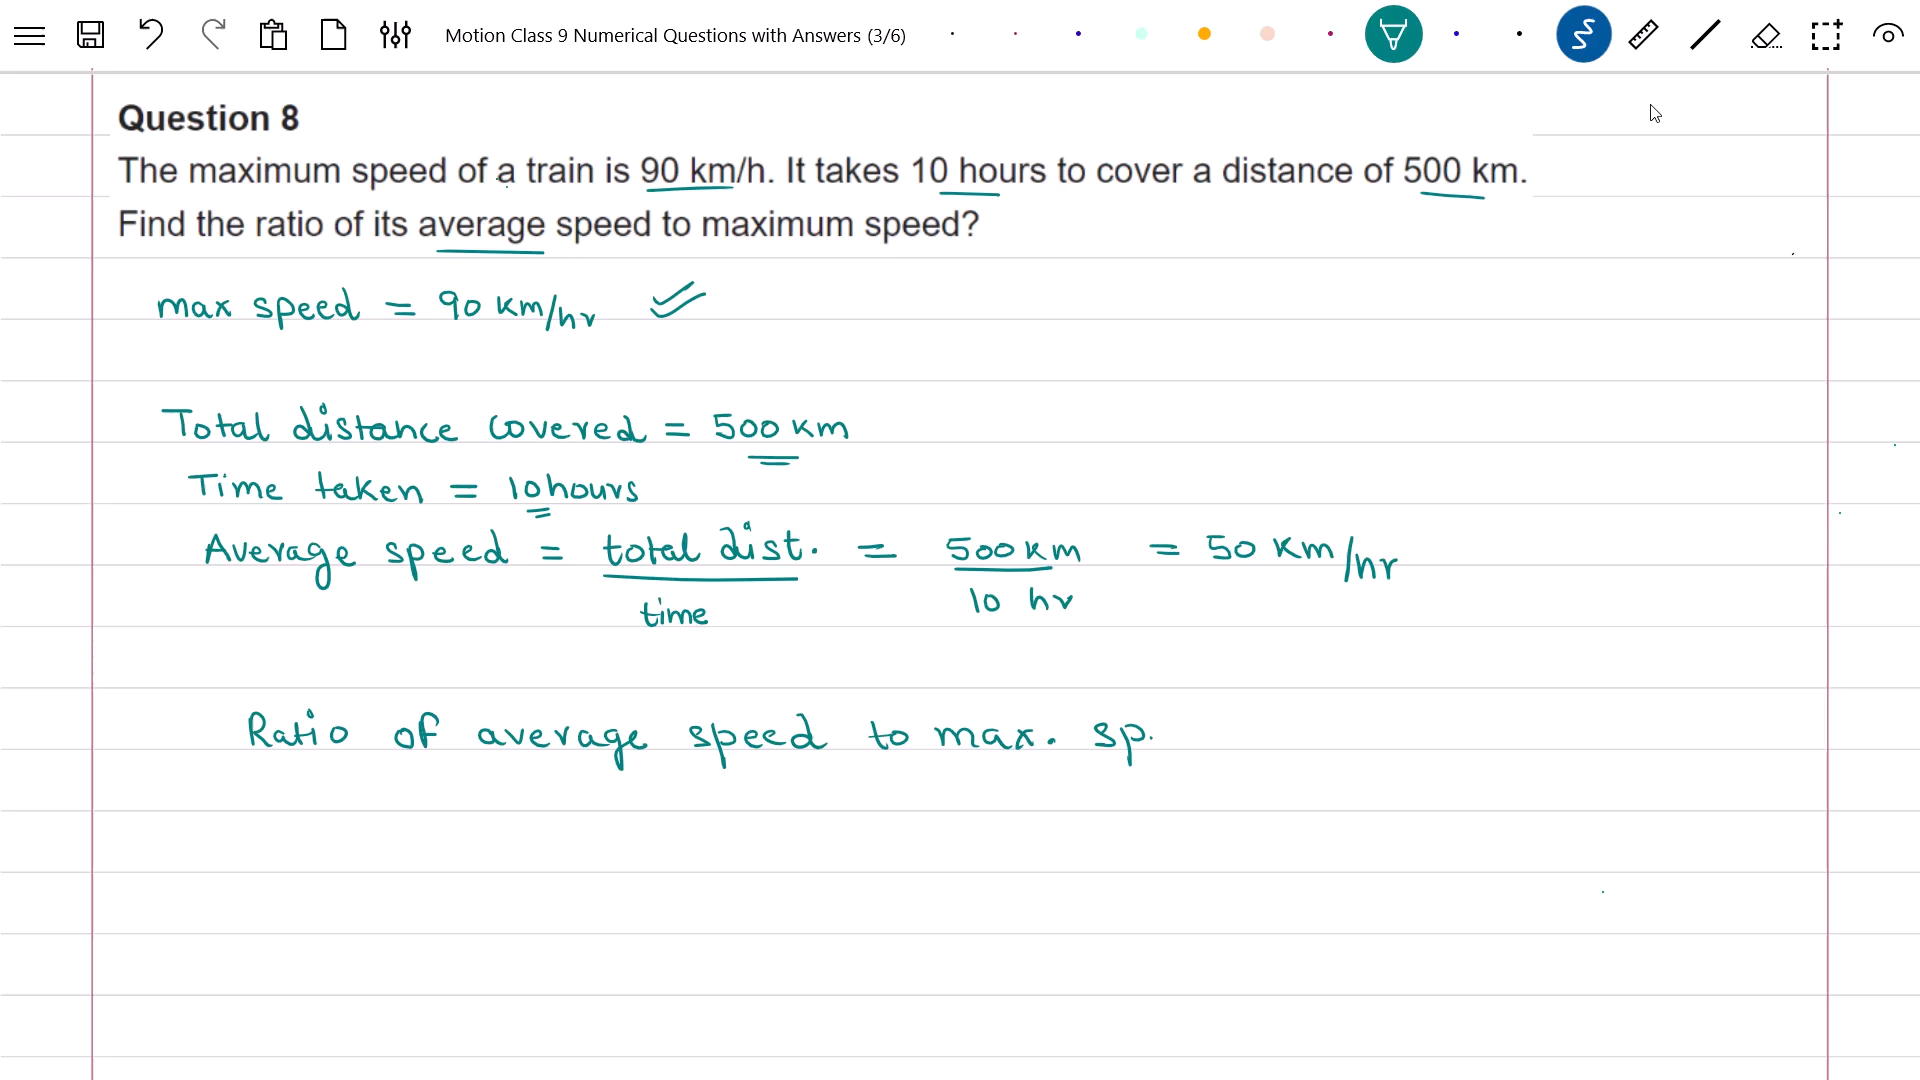 Motion Class 9 Numerical Questions with Answers (3/6)
Question 8
The maximum speed of a train is 90 km/h. It takes 10 hours to cover a distance of 500 km.
Find the ratio of its average speed to maximum speed?
max speed = 90 km/hr
Total distance covered = 500 km
Time taken = 10 hours
Average speed = total dist. / time = 500 km / 10 hr = 50 km/hr
Ratio of average speed to max. sp.